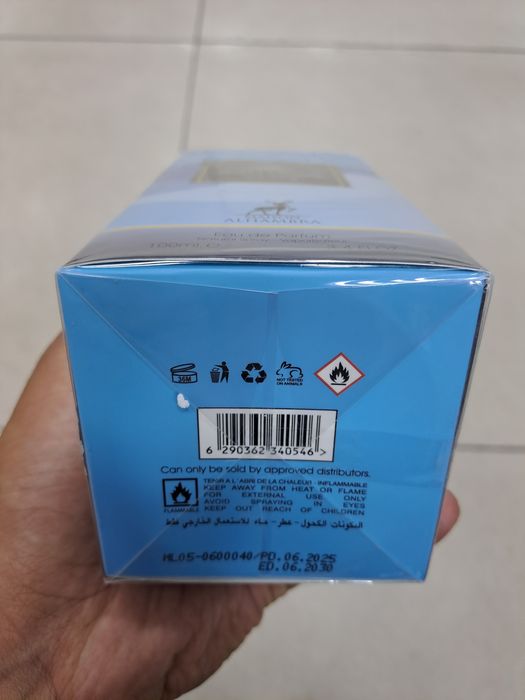 ALHAMBRA
Eau de Parfum
36M
NOT TESTED
ON ANIMALS
6 290362 340546 >
Can only be sold by approved distributors.
TENIR A L'ABRI DE LA CHALEUR - INFLAMMABLE
KEEP AWAY FROM HEAT OR FLAME
FOR EXTERNAL USE ONLY
AVOID SPRAYING IN EYES
KEEP OUT REACH OF CHILDREN
FLAMMABLE
المكونات الكحول - عطر - ماء للاستعمال الخارجي فقط
ML05-0600040/PD.06.2025
ED.06.2030